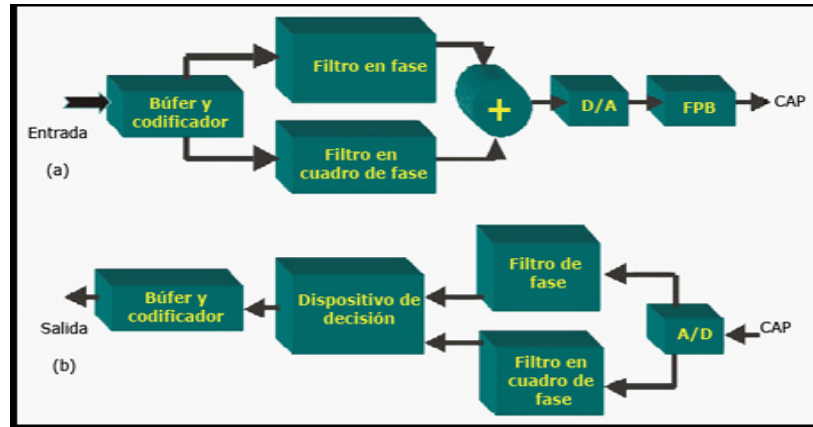 Filtro en fase
Búfer y
codificador
+
D/A
FPB
CAP
Entrada
Filtro en
cuadro de fase
(a)
Filtro de
fase
Búfer y
codificador
Dispositivo de
decisión
A/D
CAP
Salida
Filtro en
cuadro de
fase
(b)